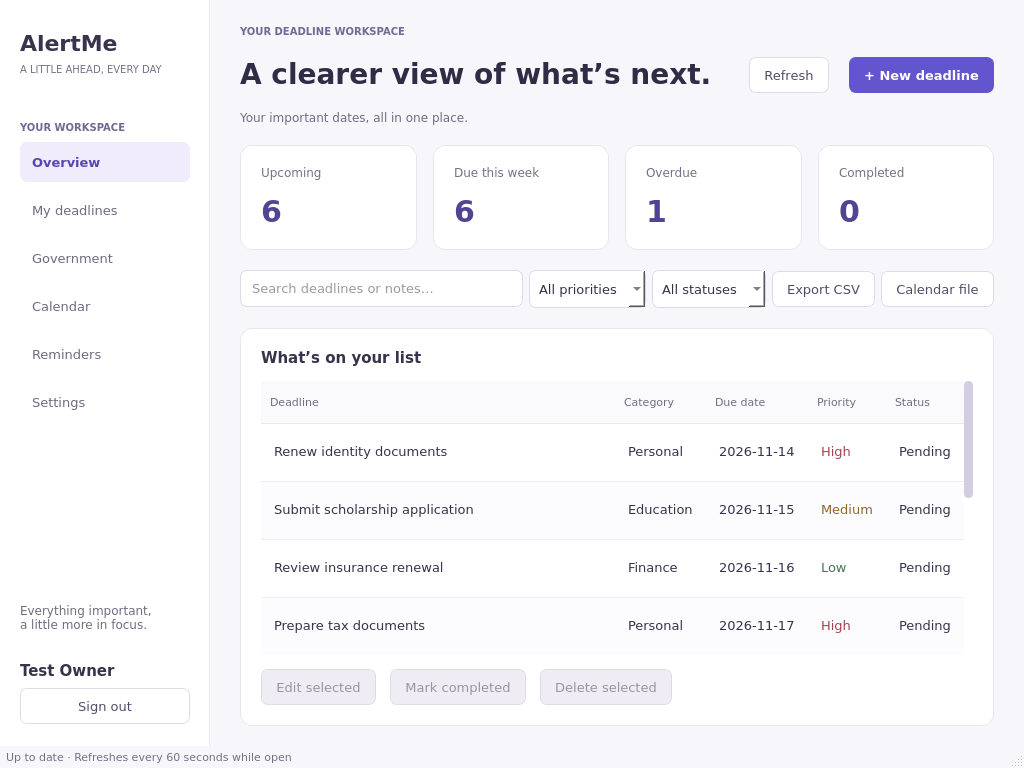 AlertMe
A LITTLE AHEAD, EVERY DAY
YOUR WORKSPACE
Overview
My deadlines
Government
Calendar
Reminders
Settings
Everything important,
a little more in focus.
Test Owner
Sign out
YOUR DEADLINE WORKSPACE
A clearer view of what’s next.
Refresh
+ New deadline
Your important dates, all in one place.
Upcoming
6
Due this week
6
Overdue
1
Completed
0
Search deadlines or notes…
All priorities
All statuses
Export CSV
Calendar file
What’s on your list
Deadline Category Due date Priority Status
Renew identity documents Personal 2026-11-14 High Pending
Submit scholarship application Education 2026-11-15 Medium Pending
Review insurance renewal Finance 2026-11-16 Low Pending
Prepare tax documents Personal 2026-11-17 High Pending
Edit selected
Mark completed
Delete selected
Up to date · Refreshes every 60 seconds while open